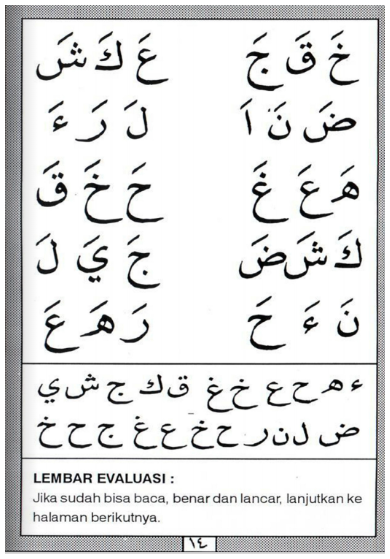 خَ قَ جَ عَ كَ شَ
ضَ نَ اَ لَ رَ ءَ
هَ عَ غَ حَ خَ قَ
كَ شَ ضَ جَ يَ لَ
نَ ءَ حَ رَ هَ عَ
ء ه ح ع خ غ ق ك ج ش ي
ض ل ن ر ح خ ع غ ج ح خ
LEMBAR EVALUASI :
Jika sudah bisa baca, benar dan lancar, lanjutkan ke
halaman berikutnya.
١٤